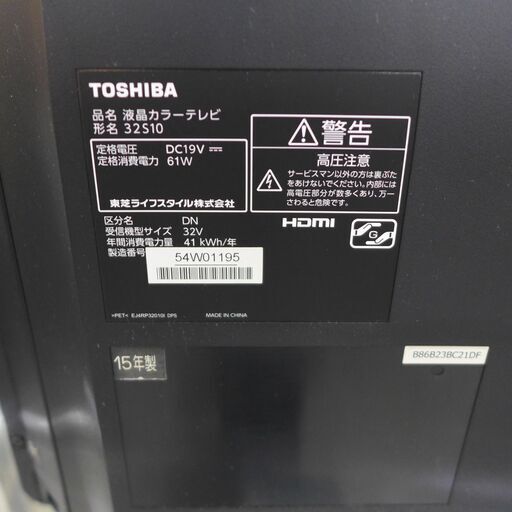 TOSHIBA
品名 液晶カラーテレビ
形名 32S10
定格電圧 DC19V
定格消費電力 61W
東芝ライフスタイル株式会社
警告
高圧注意
サービスマン以外の方は裏ぶた
をあけないでください。内部には
高電圧部分が数多くあり、万一
さわると危険です。
区分名 DN
受信機型サイズ 32V
年間消費電力量 41 kWh/年
製造番号
54W01195
HDMI
G
>PET< EJ4RP32010I DPS
MADE IN CHINA
15年製
B86B23BC21DF